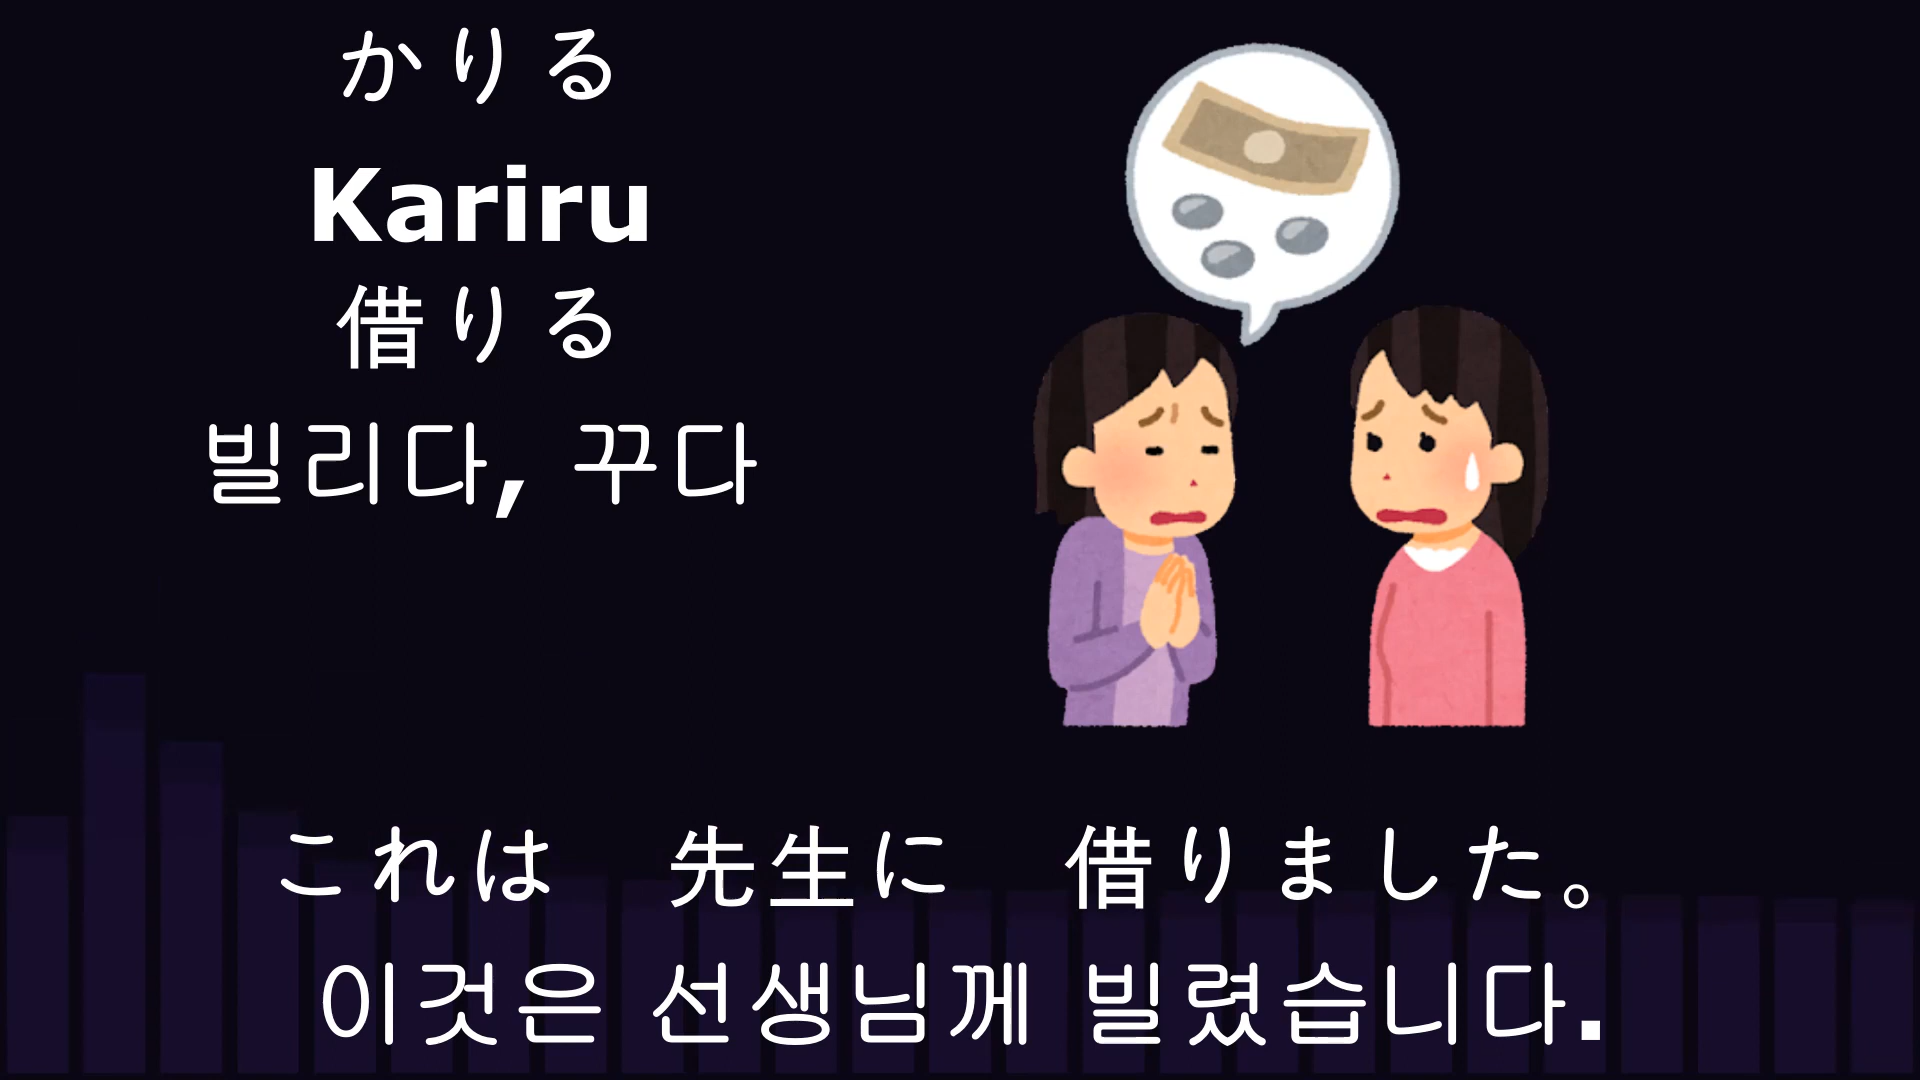 かりる
Kariru
借りる
빌리다, 꾸다
これは　先生に　借りました。
이것은 선생님께 빌렸습니다.